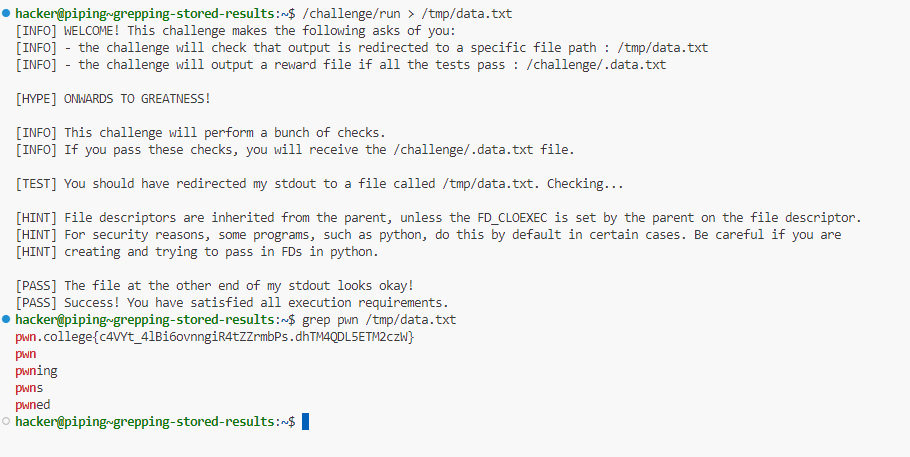 hacker@piping~grepping-stored-results:~$ /challenge/run > /tmp/data.txt
[INFO] WELCOME! This challenge makes the following asks of you:
[INFO] - the challenge will check that output is redirected to a specific file path : /tmp/data.txt
[INFO] - the challenge will output a reward file if all the tests pass : /challenge/.data.txt
[HYPE] ONWARDS TO GREATNESS!
[INFO] This challenge will perform a bunch of checks.
[INFO] If you pass these checks, you will receive the /challenge/.data.txt file.
[TEST] You should have redirected my stdout to a file called /tmp/data.txt. Checking...
[HINT] File descriptors are inherited from the parent, unless the FD_CLOEXEC is set by the parent on the file descriptor.
[HINT] For security reasons, some programs, such as python, do this by default in certain cases. Be careful if you are
[HINT] creating and trying to pass in FDs in python.
[PASS] The file at the other end of my stdout looks okay!
[PASS] Success! You have satisfied all execution requirements.
hacker@piping~grepping-stored-results:~$ grep pwn /tmp/data.txt
pwn.college{c4VYt_4lBi6ovnngiR4tZZrmbPs.dhTM4QDL5ETM2czW}
pwn
pwning
pwns
pwned
hacker@piping~grepping-stored-results:~$